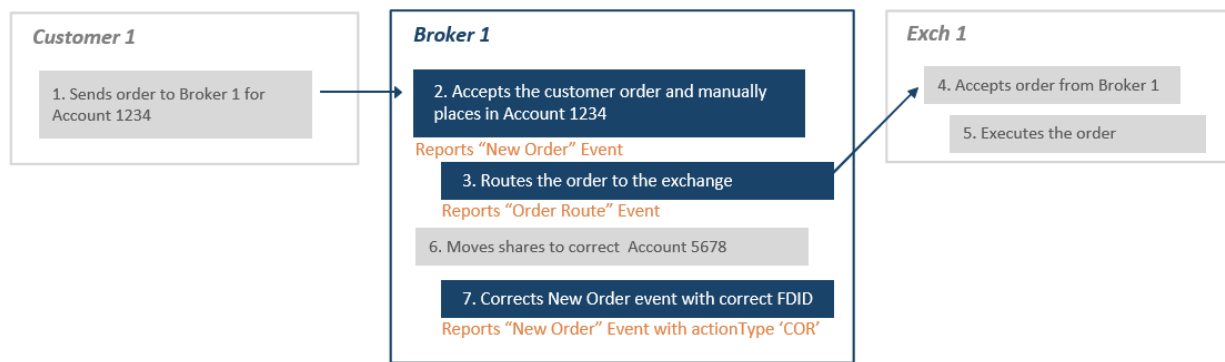 Customer 1
1. Sends order to Broker 1 for
Account 1234
Broker 1
2. Accepts the customer order and manually
places in Account 1234
Reports “New Order” Event
3. Routes the order to the exchange
Reports “Order Route” Event
6. Moves shares to correct Account 5678
7. Corrects New Order event with correct FDID
Reports “New Order” Event with actionType ‘COR’
Exch 1
4. Accepts order from Broker 1
5. Executes the order